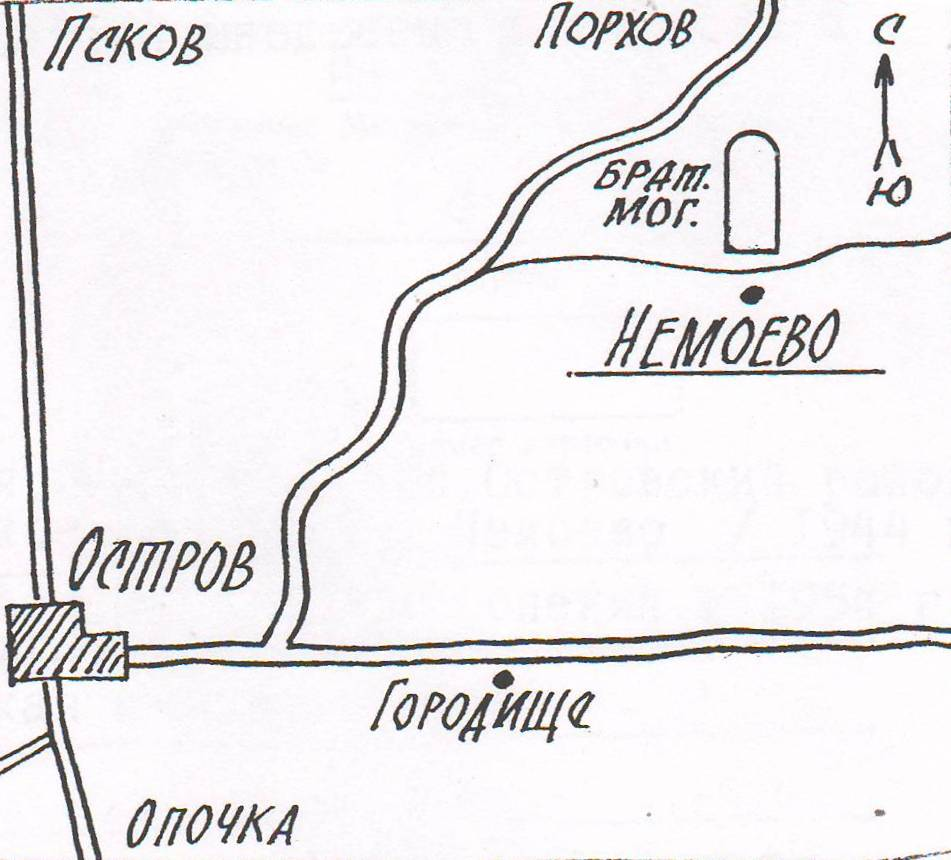 Псков
Порхов
С
Ю
БРАТ.
МОГ.
НЕМОЕВО
ОСТРОВ
Городища
ОПОЧКА